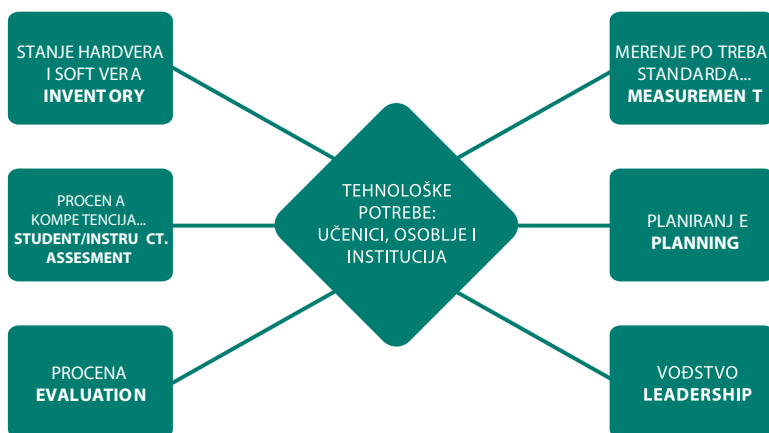 STANJE HARDVERA
I SOFT VER A
INVENT ORY
MERENJE PO TREBA
STANDARDA...
MEASUREMEN T
PROCEN A
KOMPE TENCIJA...
STUDENT/INSTRU CT.
ASSESMENT
TEHNOLOŠKE
POTREBE:
UČENICI, OSOBLJE I
INSTITUCIJA
PLANIRANJ E
PLANNING
PROCENA
EVALUATION
VOĐSTVO
LEADERSHIP